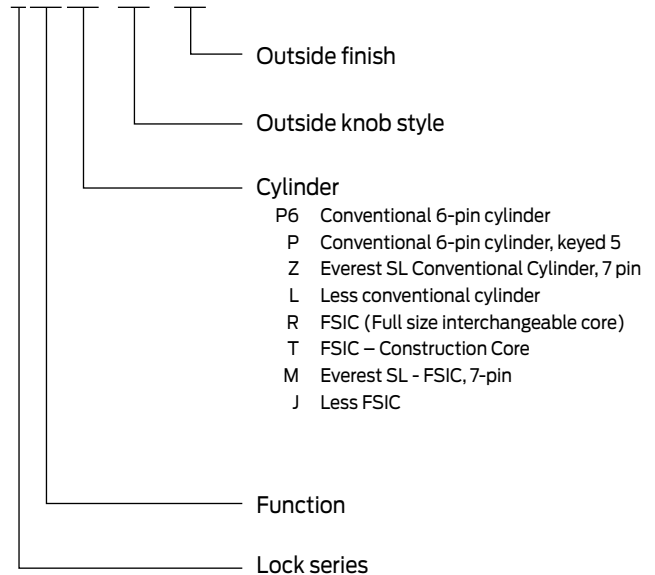 Outside finish
Outside knob style
Cylinder
P6 Conventional 6-pin cylinder
P Conventional 6-pin cylinder, keyed 5
Z Everest SL Conventional Cylinder, 7 pin
L Less conventional cylinder
R FSIC (Full size interchangeable core)
T FSIC – Construction Core
M Everest SL - FSIC, 7-pin
J Less FSIC
Function
Lock series